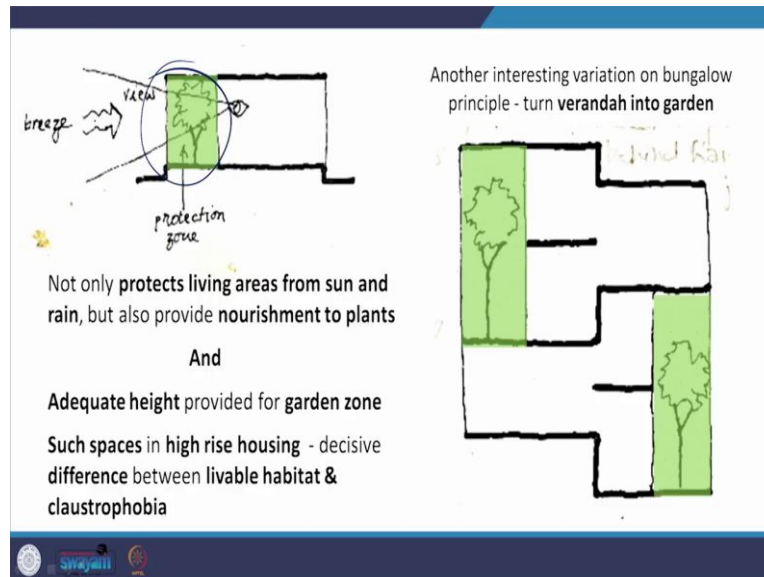 breeze
view
protection
zone
Not only protects living areas from sun and
rain, but also provide nourishment to plants
And
Adequate height provided for garden zone
Such spaces in high rise housing - decisive
difference between livable habitat &
claustrophobia
Another interesting variation on bungalow
principle - turn verandah into garden
behind
swayam